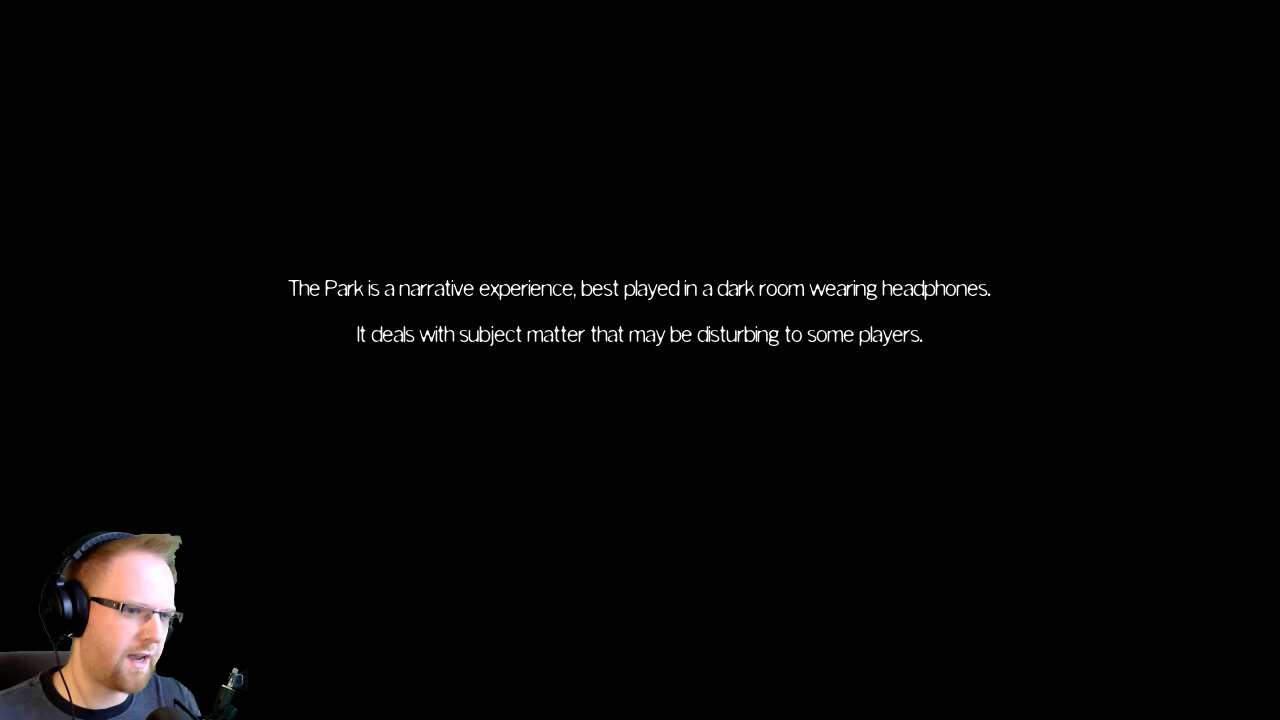 The Park is a narrative experience, best played in a dark room wearing headphones.
It deals with subject matter that may be disturbing to some players.